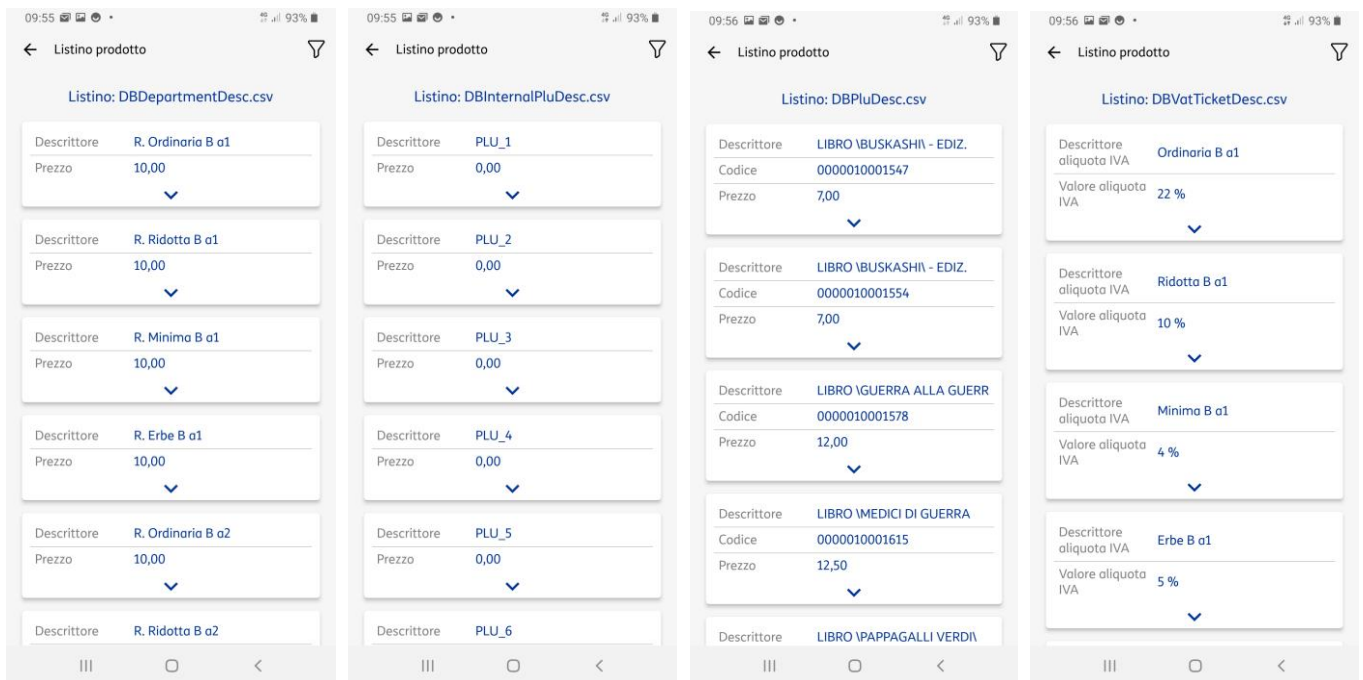 09:55
4G 93%
Listino prodotto
Listino: DBDepartmentDesc.csv
Descrittore R. Ordinaria B a1
Prezzo 10,00
Descrittore R. Ridotta B a1
Prezzo 10,00
Descrittore R. Minima B a1
Prezzo 10,00
Descrittore R. Erbe B a1
Prezzo 10,00
Descrittore R. Ordinaria B a2
Prezzo 10,00
Descrittore R. Ridotta B a2
09:55
4G 93%
Listino prodotto
Listino: DBInternalPluDesc.csv
Descrittore PLU_1
Prezzo 0,00
Descrittore PLU_2
Prezzo 0,00
Descrittore PLU_3
Prezzo 0,00
Descrittore PLU_4
Prezzo 0,00
Descrittore PLU_5
Prezzo 0,00
Descrittore PLU_6
09:56
4G 93%
Listino prodotto
Listino: DBPluDesc.csv
Descrittore LIBRO \BUSKASHI\ - EDIZ.
Codice 0000010001547
Prezzo 7,00
Descrittore LIBRO \BUSKASHI\ - EDIZ.
Codice 0000010001554
Prezzo 7,00
Descrittore LIBRO \GUERRA ALLA GUERR
Codice 0000010001578
Prezzo 12,00
Descrittore LIBRO \MEDICI DI GUERRA
Codice 0000010001615
Prezzo 12,50
Descrittore LIBRO \PAPPAGALLI VERDI\
09:56
4G 93%
Listino prodotto
Listino: DBVatTicketDesc.csv
Descrittore
aliquota IVA Ordinaria B a1
Valore aliquota
IVA 22 %
Descrittore
aliquota IVA Ridotta B a1
Valore aliquota
IVA 10 %
Descrittore
aliquota IVA Minima B a1
Valore aliquota
IVA 4 %
Descrittore
aliquota IVA Erbe B a1
Valore aliquota
IVA 5 %